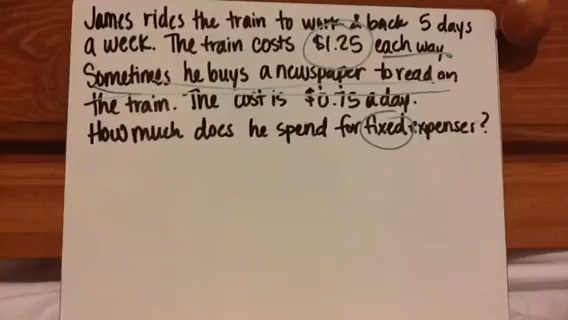 James rides the train to work & back 5 days
a week. The train costs $1.25 each way.
Sometimes he buys a newspaper to read on
the train. The cost is $0.75 a day.
How much does he spend for fixed expenses?